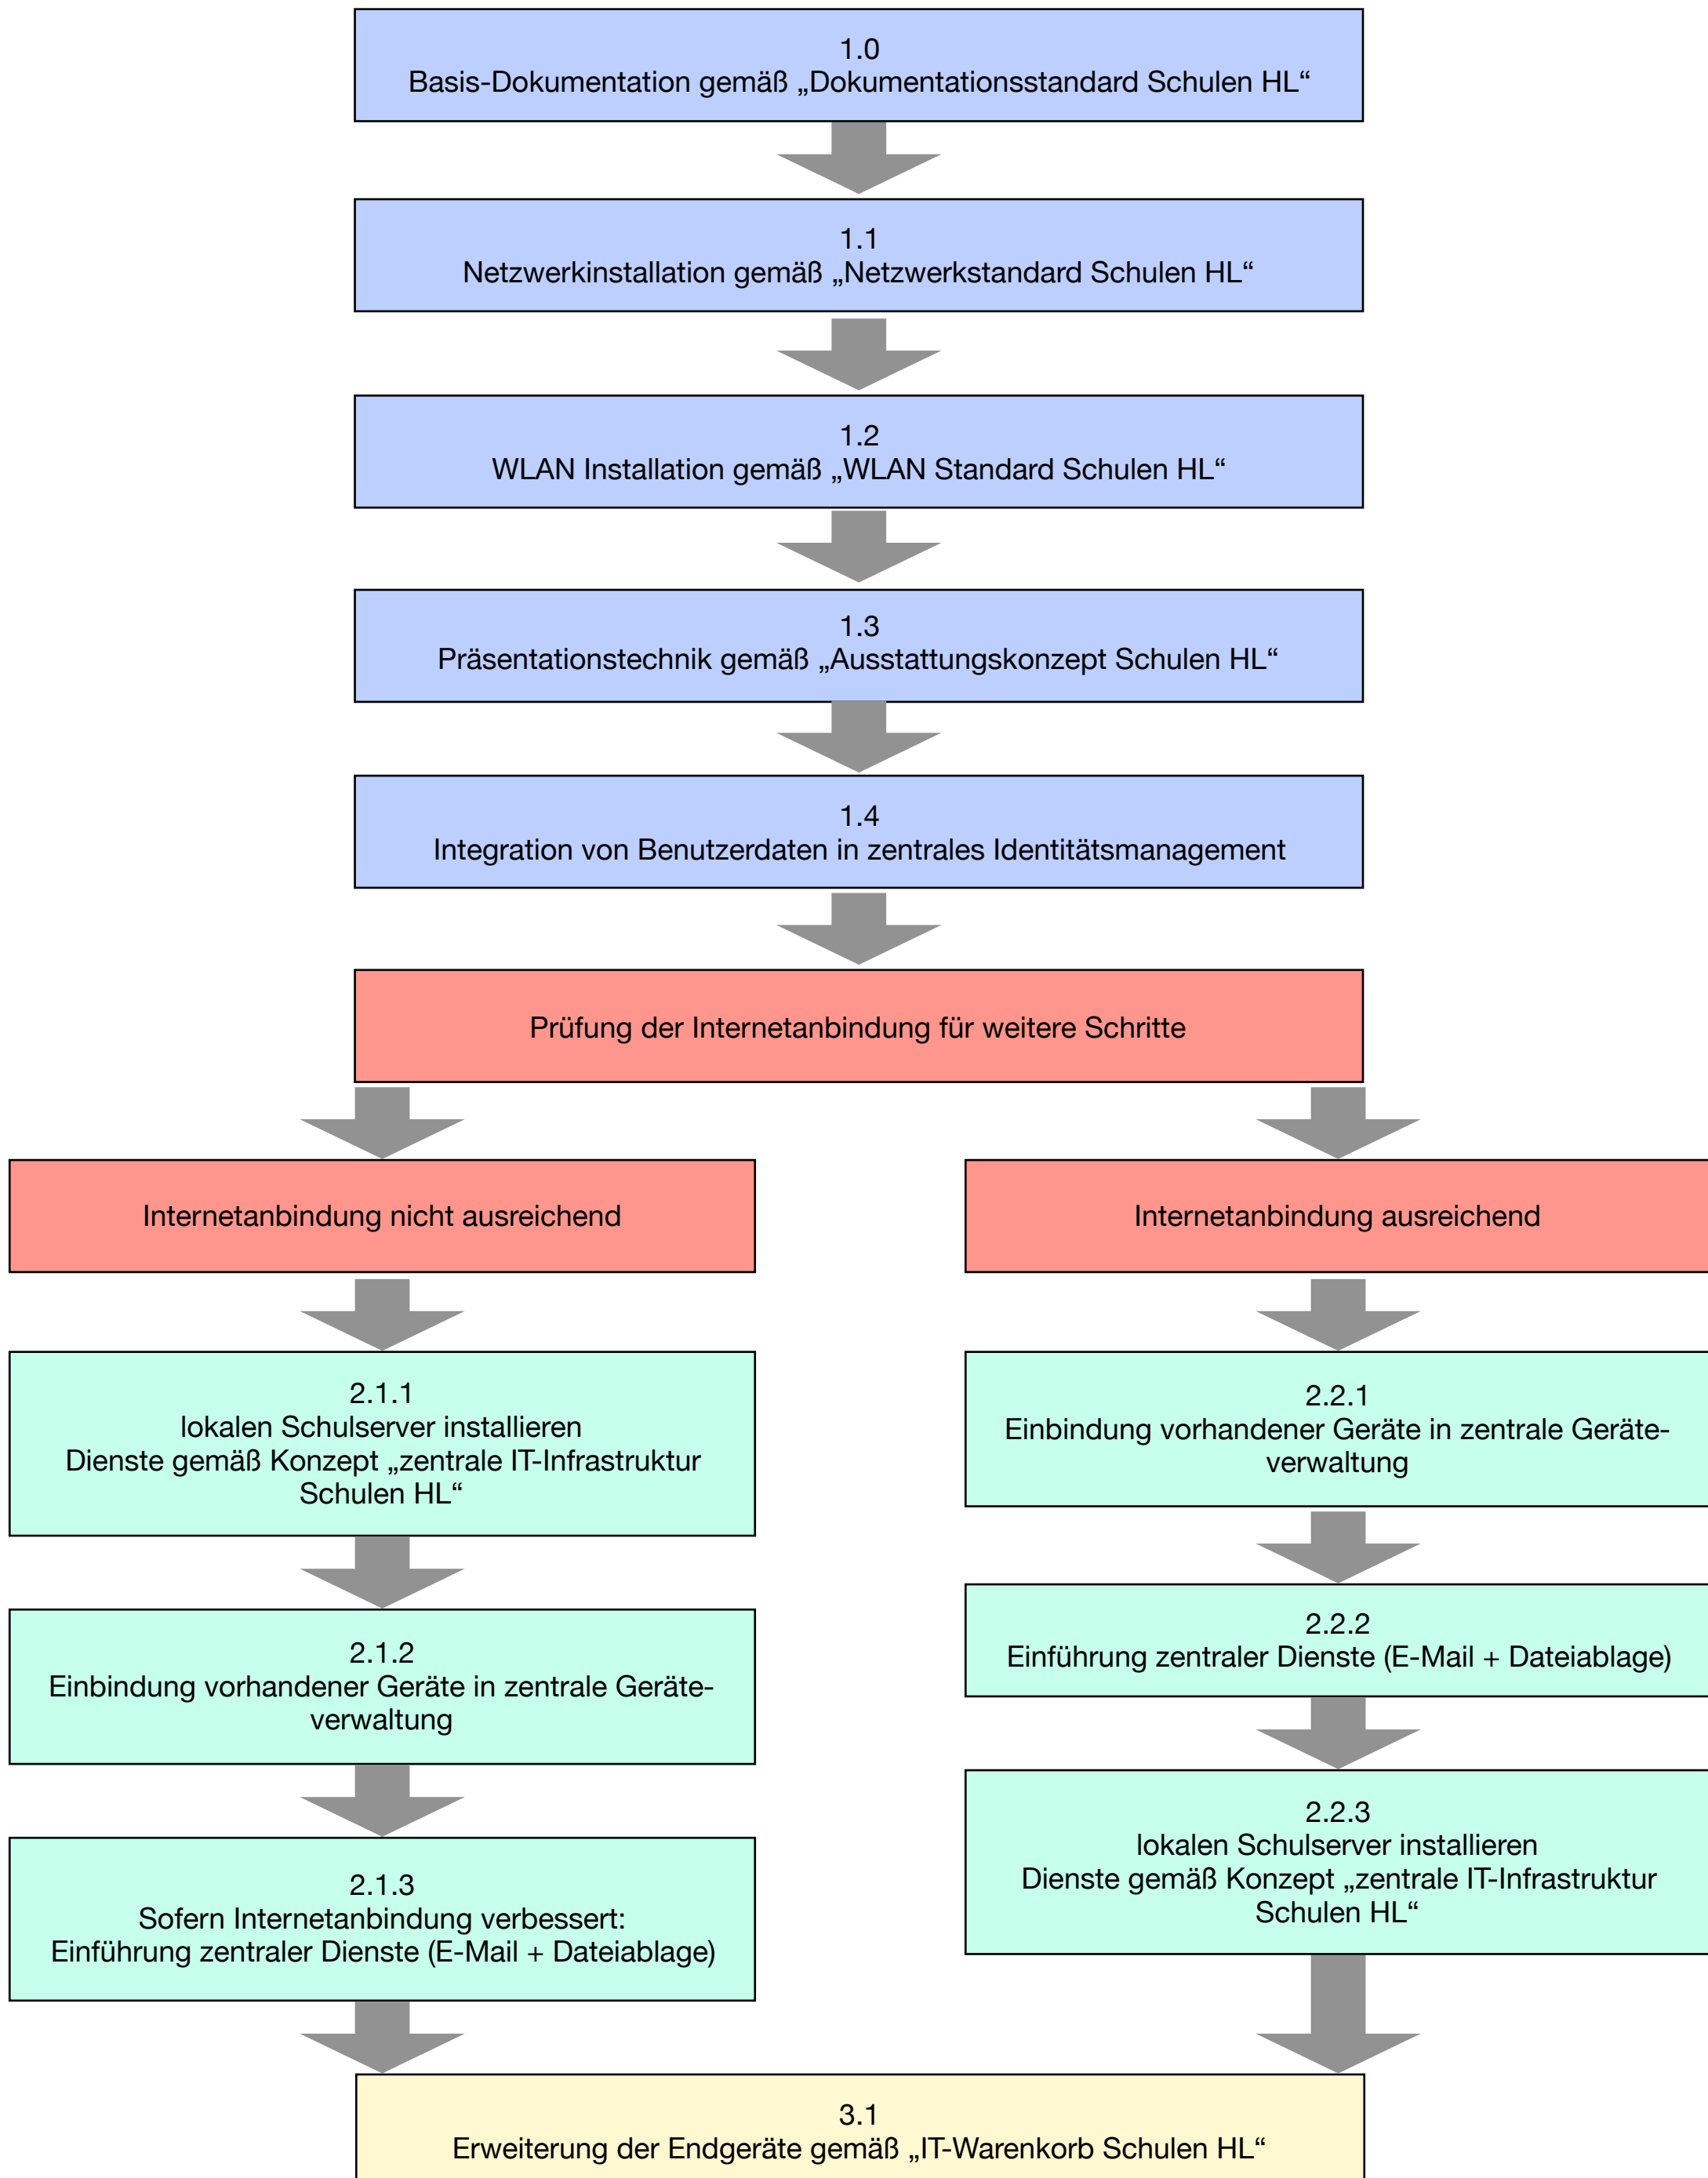 1.0
Basis-Dokumentation gemäß „Dokumentationsstandard Schulen HL“
1.1
Netzwerkinstallation gemäß „Netzwerkstandard Schulen HL“
1.2
WLAN Installation gemäß „WLAN Standard Schulen HL“
1.3
Präsentationstechnik gemäß „Ausstattungskonzept Schulen HL“
1.4
Integration von Benutzerdaten in zentrales Identitätsmanagement
Prüfung der Internetanbindung für weitere Schritte
Internetanbindung nicht ausreichend
2.1.1
lokalen Schulserver installieren
Dienste gemäß Konzept „zentrale IT-Infrastruktur
Schulen HL“
2.1.2
Einbindung vorhandener Geräte in zentrale Geräte-
verwaltung
2.1.3
Sofern Internetanbindung verbessert:
Einführung zentraler Dienste (E-Mail + Dateiablage)
Internetanbindung ausreichend
2.2.1
Einbindung vorhandener Geräte in zentrale Geräte-
verwaltung
2.2.2
Einführung zentraler Dienste (E-Mail + Dateiablage)
2.2.3
lokalen Schulserver installieren
Dienste gemäß Konzept „zentrale IT-Infrastruktur
Schulen HL“
3.1
Erweiterung der Endgeräte gemäß „IT-Warenkorb Schulen HL“